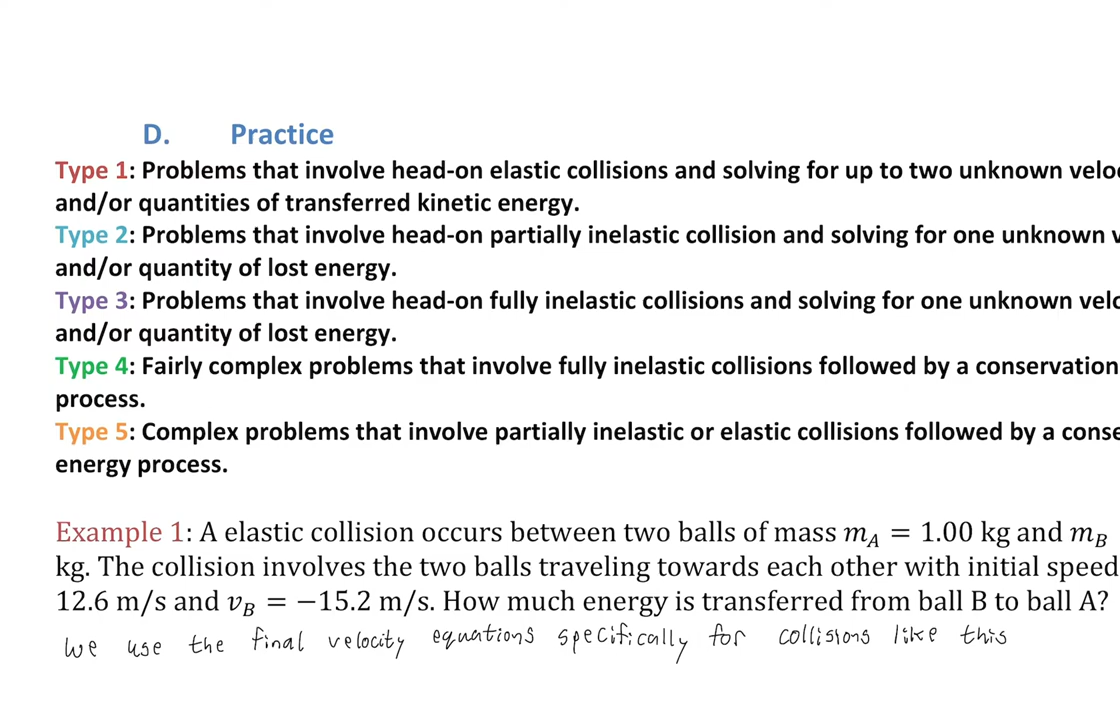 D. Practice
Type 1: Problems that involve head-on elastic collisions and solving for up to two unknown
and/or quantities of transferred kinetic energy.
Type 2: Problems that involve head-on partially inelastic collision and solving for one unknown
and/or quantity of lost energy.
Type 3: Problems that involve head-on fully inelastic collisions and solving for one unknown
and/or quantity of lost energy.
Type 4: Fairly complex problems that involve fully inelastic collisions followed by a conservation
process.
Type 5: Complex problems that involve partially inelastic or elastic collisions followed by a
energy process.
Example 1: A elastic collision occurs between two balls of mass m_A = 1.00 kg and m_B
kg. The collision involves the two balls traveling towards each other with initial speed
12.6 m/s and v_B = −15.2 m/s. How much energy is transferred from ball B to ball A?
We use the final velocity equations specifically for collisions like this